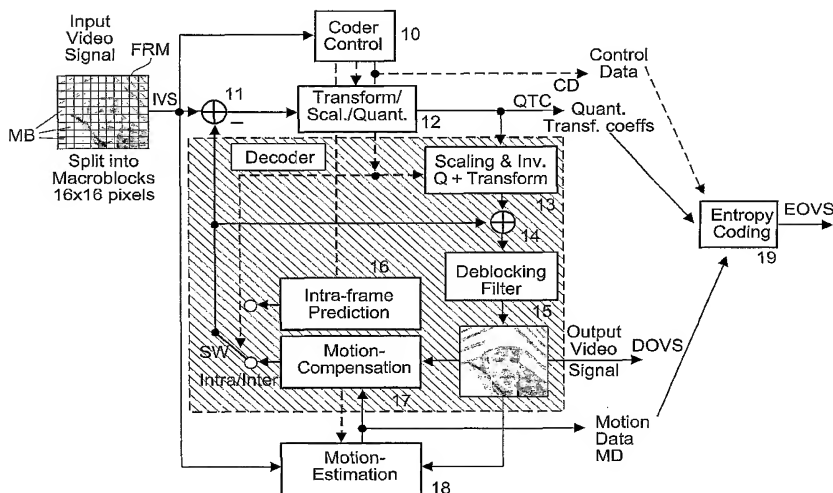 Input
Video
Signal
FRM
IVS
MB
Split into
Macroblocks
16x16 pixels
11
Coder
Control
10
Transform/
Scal./Quant.
12
QTC
Quant.
Transf. coeffs
CD
Control
Data
Decoder
Scaling & Inv.
Q + Transform
13
14
Deblocking
Filter
15
16
Intra-frame
Prediction
SW
Intra/Inter
Motion-
Compensation
17
Output
Video
Signal
DOVS
Entropy
Coding
19
EOVS
Motion
Data
MD
Motion-
Estimation
18